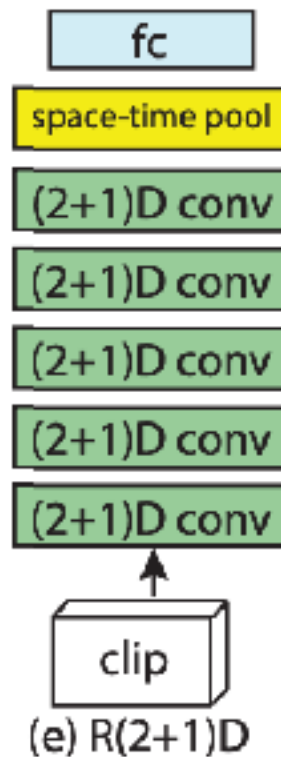 fc
space-time pool
(2+1)D conv
(2+1)D conv
(2+1)D conv
(2+1)D conv
(2+1)D conv
clip
(e) R(2+1)D